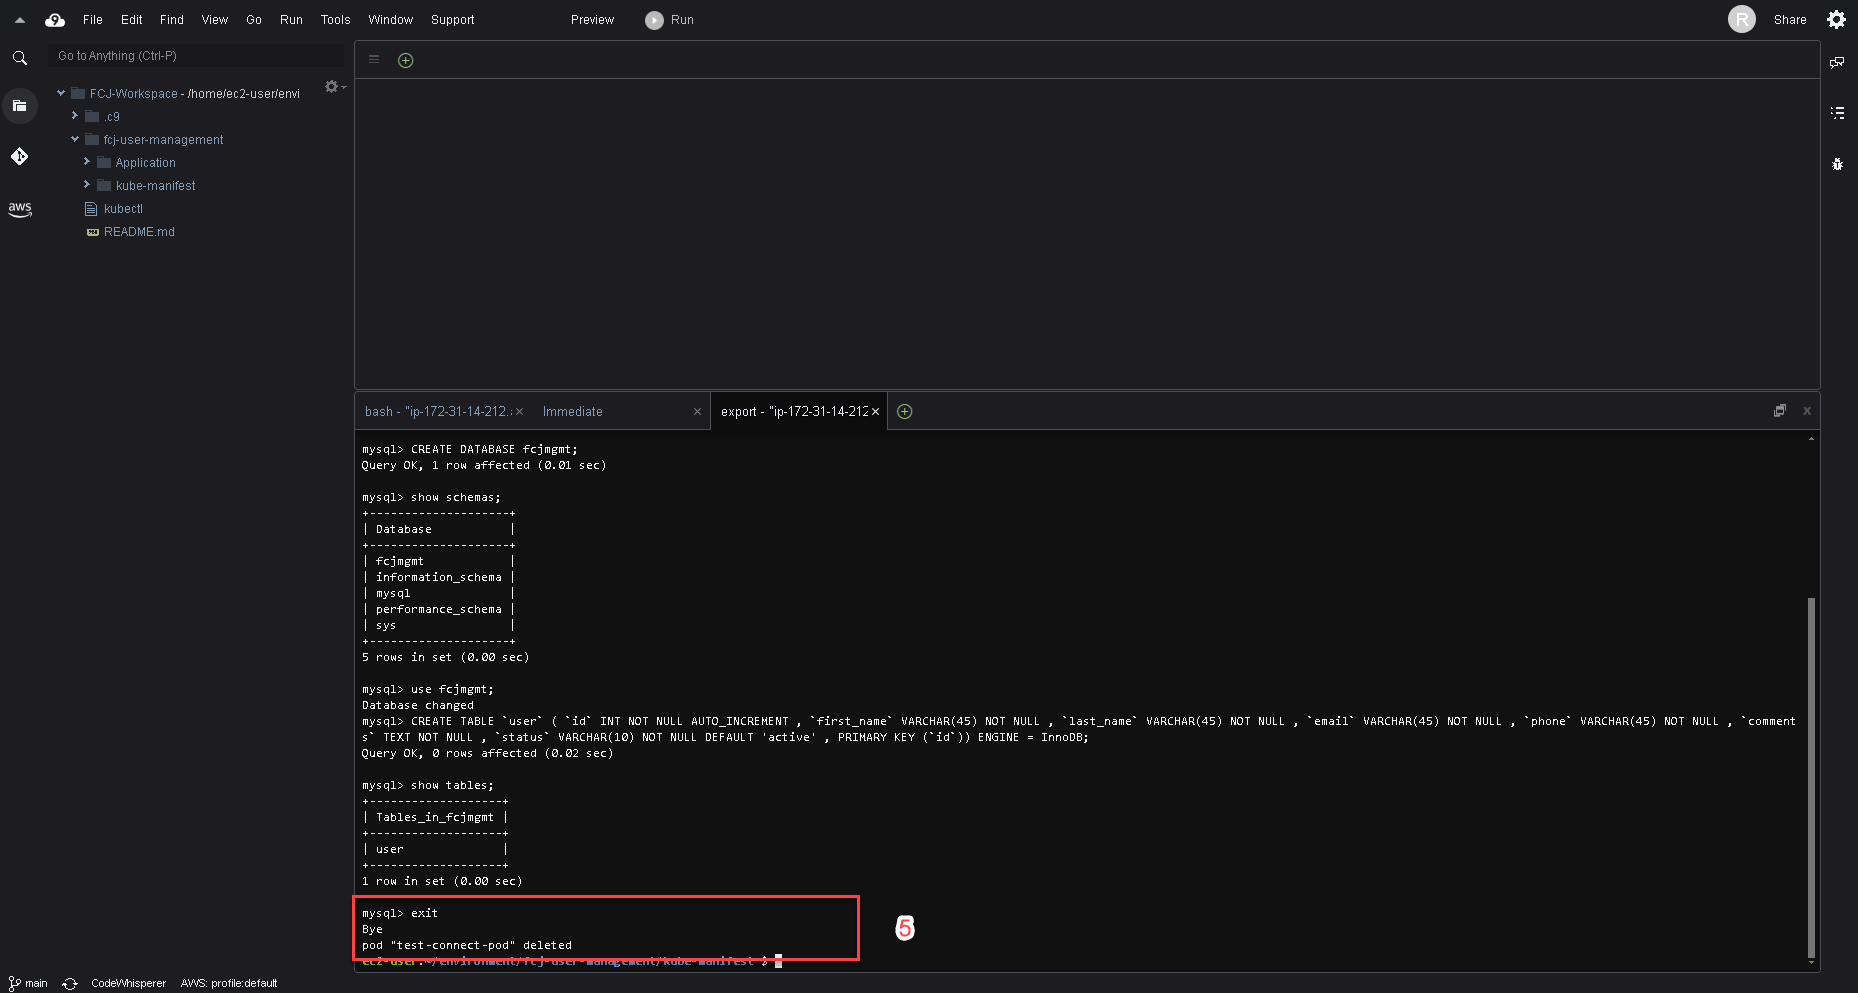 File Edit Find View Go Run Tools Window Support Preview Run R Share
Go to Anything (Ctrl-P)
FCJ-Workspace - /home/ec2-user/envi
.c9
fcj-user-management
Application
kube-manifest
aws
kubectl
README.md
bash - "ip-172-31-14-212.: Immediate export - "ip-172-31-14-212
mysql> CREATE DATABASE fcjmgmt;
Query OK, 1 row affected (0.01 sec)
mysql> show schemas;
+--------------------+
| Database           |
+--------------------+
| fcjmgmt            |
| information_schema |
| mysql              |
| performance_schema |
| sys                |
+--------------------+
5 rows in set (0.00 sec)
mysql> use fcjmgmt;
Database changed
mysql> CREATE TABLE `user` ( `id` INT NOT NULL AUTO_INCREMENT , `first_name` VARCHAR(45) NOT NULL , `last_name` VARCHAR(45) NOT NULL , `email` VARCHAR(45) NOT NULL , `phone` VARCHAR(45) NOT NULL , `comment
s` TEXT NOT NULL , `status` VARCHAR(10) NOT NULL DEFAULT 'active' , PRIMARY KEY (`id`)) ENGINE = InnoDB;
Query OK, 0 rows affected (0.02 sec)
mysql> show tables;
+-------------------+
| Tables_in_fcjmgmt |
+-------------------+
| user              |
+-------------------+
1 row in set (0.00 sec)
mysql> exit
Bye
pod "test-connect-pod" deleted
5
ec2-user:~/environment/fcj-user-management/kube-manifest $
main CodeWhisperer AWS: profile:default